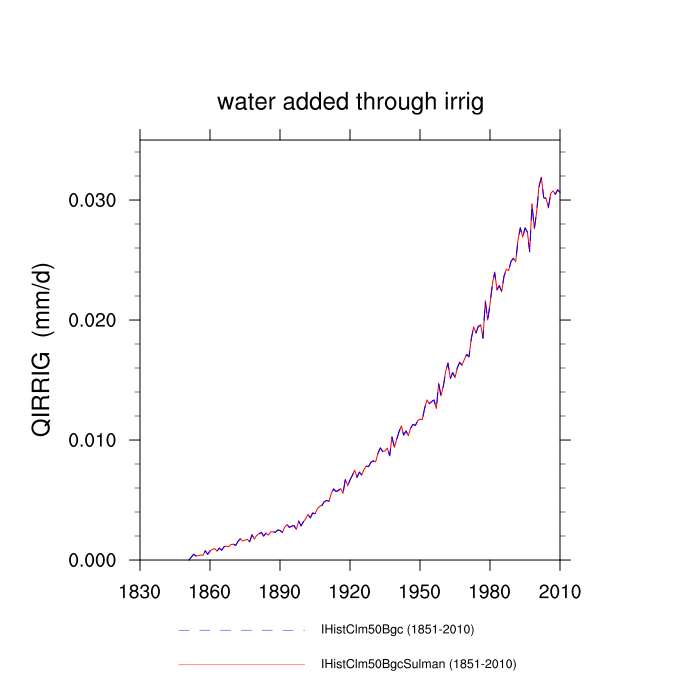 water added through irrig
QIRRIG (mm/d)
0.030
0.020
0.010
0.000
1830 1860 1890 1920 1950 1980 2010
IHistClm50Bgc (1851-2010)
IHistClm50BgcSulman (1851-2010)